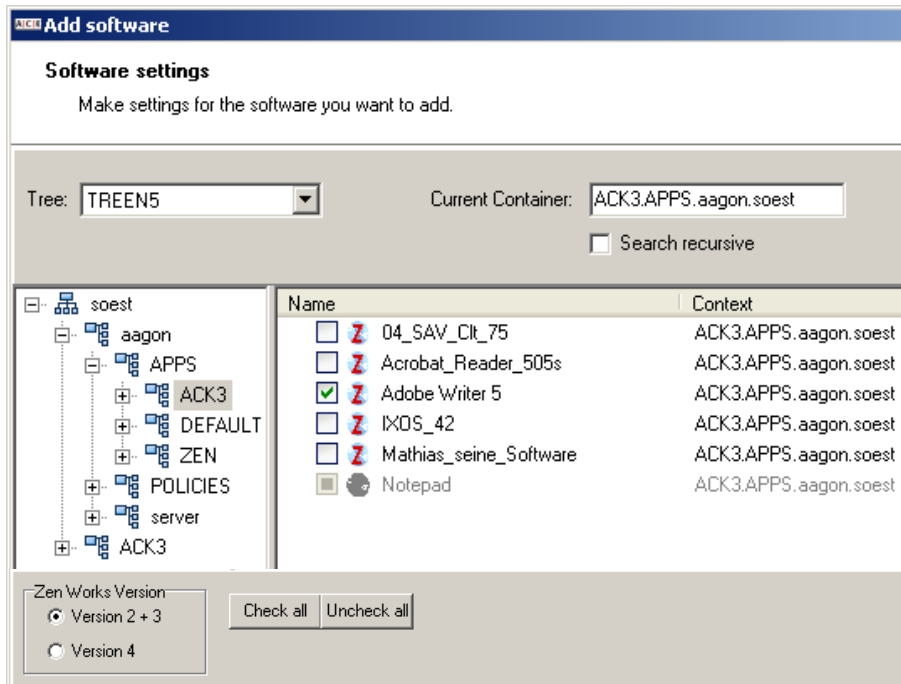 ACK Add software
Software settings
Make settings for the software you want to add.
Tree: TREEN5 Current Container: ACK3.APPS.aagon.soest
Search recursive
soest
aagon
APPS
ACK3
DEFAULT
ZEN
POLICIES
server
ACK3
Name Context
04_SAV_Clt_75 ACK3.APPS.aagon.soest
Acrobat_Reader_505s ACK3.APPS.aagon.soest
Adobe Writer 5 ACK3.APPS.aagon.soest
IXOS_42 ACK3.APPS.aagon.soest
Mathias_seine_Software ACK3.APPS.aagon.soest
Notepad ACK3.APPS.aagon.soest
Zen Works Version
Version 2 + 3
Version 4
Check all Uncheck all